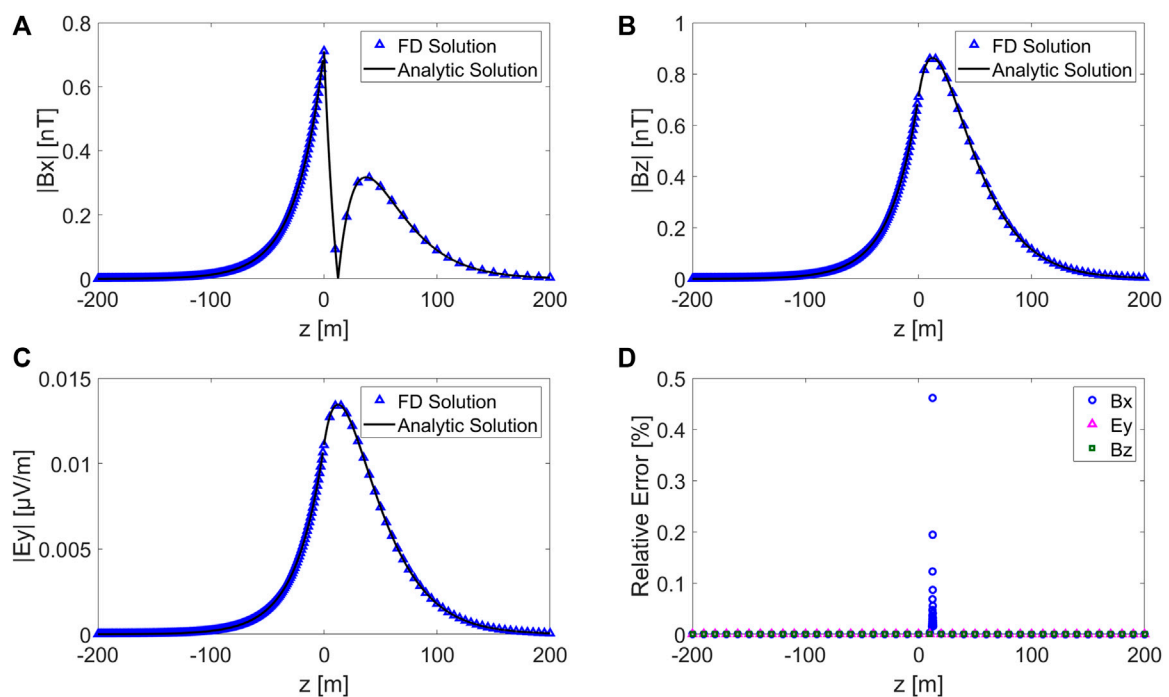 A
0.8
0.6
0.4
0.2
0
|Bx| [nT]
FD Solution
Analytic Solution
-200 -100 0 100 200
z [m]
B
1
0.8
0.6
0.4
0.2
0
|Bz| [nT]
FD Solution
Analytic Solution
-200 -100 0 100 200
z [m]
C
0.015
0.01
0.005
0
|Ey| [μV/m]
FD Solution
Analytic Solution
-200 -100 0 100 200
z [m]
D
0.5
0.4
0.3
0.2
0.1
0
Relative Error [%]
Bx
Ey
Bz
-200 -100 0 100 200
z [m]